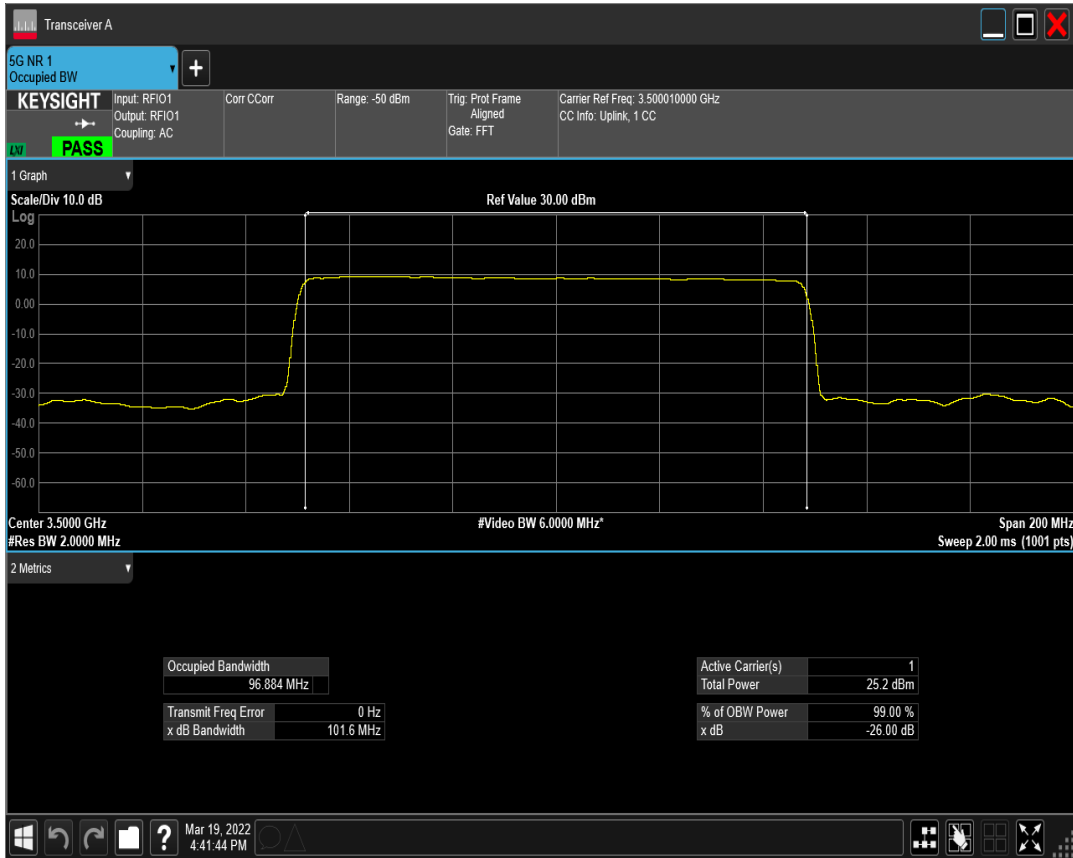 Transceiver A
5G NR 1
Occupied BW
+
KEYSIGHT
LXI
PASS
Input: RFIO1
Output: RFIO1
Coupling: AC
Corr CCorr
Range: -50 dBm
Trig: Prot Frame
Aligned
Gate: FFT
Carrier Ref Freq: 3.500010000 GHz
CC Info: Uplink, 1 CC
1 Graph
Scale/Div 10.0 dB
Ref Value 30.00 dBm
Log
20.0
10.0
0.00
-10.0
-20.0
-30.0
-40.0
-50.0
-60.0
Center 3.5000 GHz
#Video BW 6.0000 MHz*
Span 200 MHz
#Res BW 2.0000 MHz
Sweep 2.00 ms (1001 pts)
2 Metrics
Occupied Bandwidth
96.884 MHz
Transmit Freq Error 0 Hz
x dB Bandwidth 101.6 MHz
Active Carrier(s) 1
Total Power 25.2 dBm
% of OBW Power 99.00 %
x dB -26.00 dB
?
Mar 19, 2022
4:41:44 PM